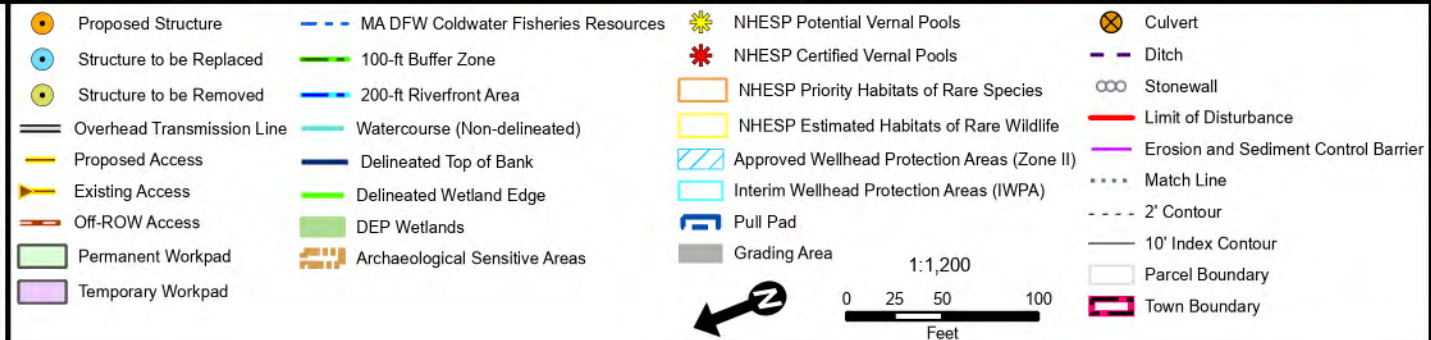 Proposed Structure
Structure to be Replaced
Structure to be Removed
Overhead Transmission Line
Proposed Access
Existing Access
Off-ROW Access
Permanent Workpad
Temporary Workpad
MA DFW Coldwater Fisheries Resources
100-ft Buffer Zone
200-ft Riverfront Area
Watercourse (Non-delineated)
Delineated Top of Bank
Delineated Wetland Edge
DEP Wetlands
Archaeological Sensitive Areas
NHESP Potential Vernal Pools
NHESP Certified Vernal Pools
NHESP Priority Habitats of Rare Species
NHESP Estimated Habitats of Rare Wildlife
Approved Wellhead Protection Areas (Zone II)
Interim Wellhead Protection Areas (IWPA)
Pull Pad
Grading Area
N
1:1,200
0 25 50 100
Feet
Culvert
Ditch
Stonewall
Limit of Disturbance
Erosion and Sediment Control Barrier
Match Line
2' Contour
10' Index Contour
Parcel Boundary
Town Boundary